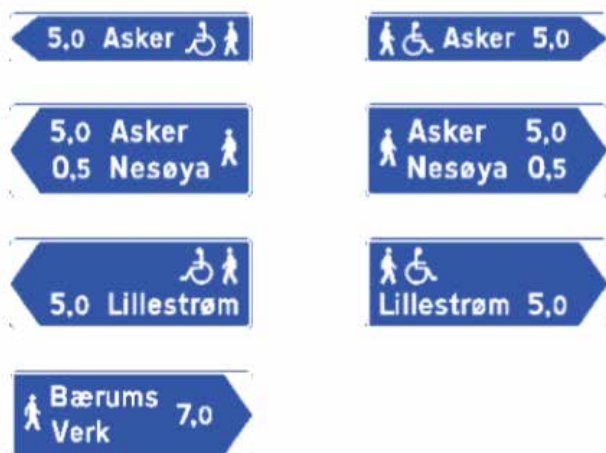 5,0 Asker
Asker 5,0
5,0 Asker
0,5 Nesøya
Asker 5,0
Nesøya 0,5
5,0 Lillestrøm
Lillestrøm 5,0
Bærums
Verk 7,0